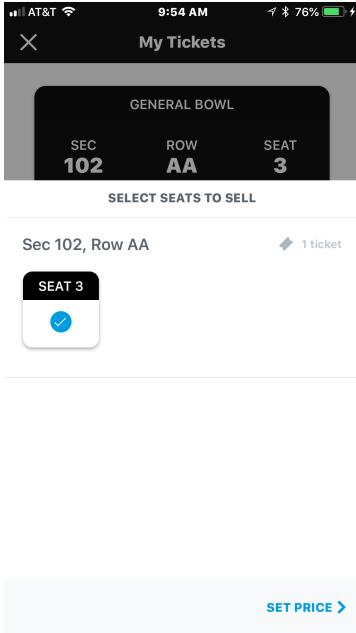 AT&T 9:54 AM 76%
My Tickets
GENERAL BOWL
SEC ROW SEAT
102 AA 3
SELECT SEATS TO SELL
Sec 102, Row AA 1 ticket
SEAT 3
SET PRICE